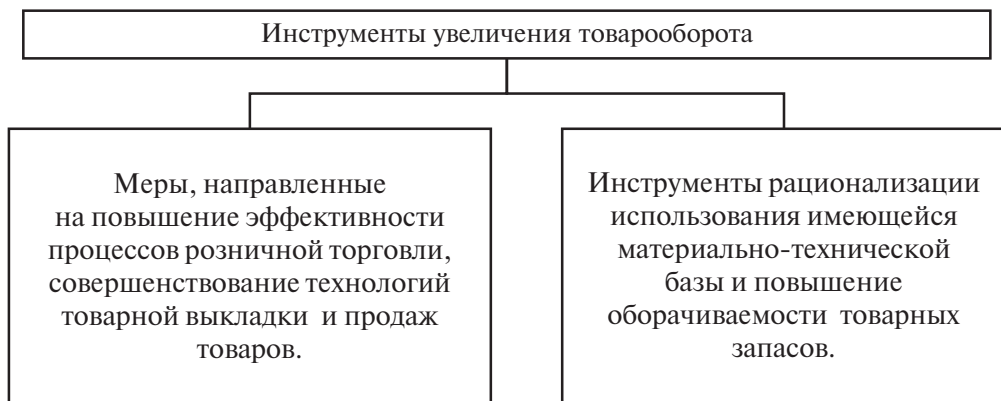 Инструменты увеличения товарооборота
Меры, направленные
на повышение эффективности
процессов розничной торговли,
совершенствование технологий
товарной выкладки и продаж
товаров.
Инструменты рационализации
использования имеющейся
материально-технической
базы и повышение
оборачиваемости товарных
запасов.